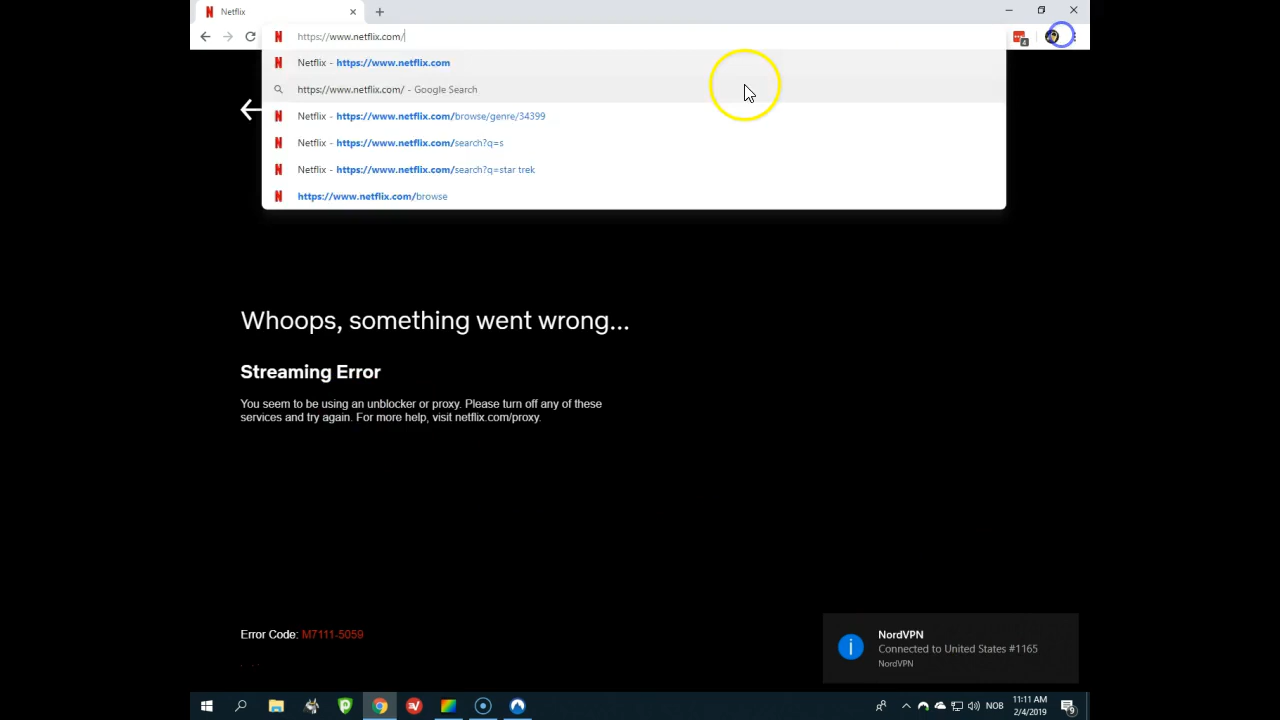 Netflix
https://www.netflix.com/
4
Netflix - https://www.netflix.com
https://www.netflix.com/ - Google Search
Netflix - https://www.netflix.com/browse/genre/34399
Netflix - https://www.netflix.com/search?q=s
Netflix - https://www.netflix.com/search?q=star trek
https://www.netflix.com/browse
Whoops, something went wrong...
Streaming Error
You seem to be using an unblocker or proxy. Please turn off any of these
services and try again. For more help, visit netflix.com/proxy.
Error Code: M7111-5059
NordVPN
Connected to United States #1165
NordVPN
NOB
11:11 AM
2/4/2019
9